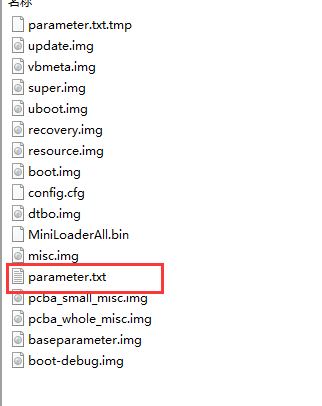 名称
parameter.txt.tmp
update.img
vbmeta.img
super.img
uboot.img
recovery.img
resource.img
boot.img
config.cfg
dtbo.img
MiniLoaderAll.bin
misc.img
parameter.txt
pcba_small_misc.img
pcba_whole_misc.img
baseparameter.img
boot-debug.img